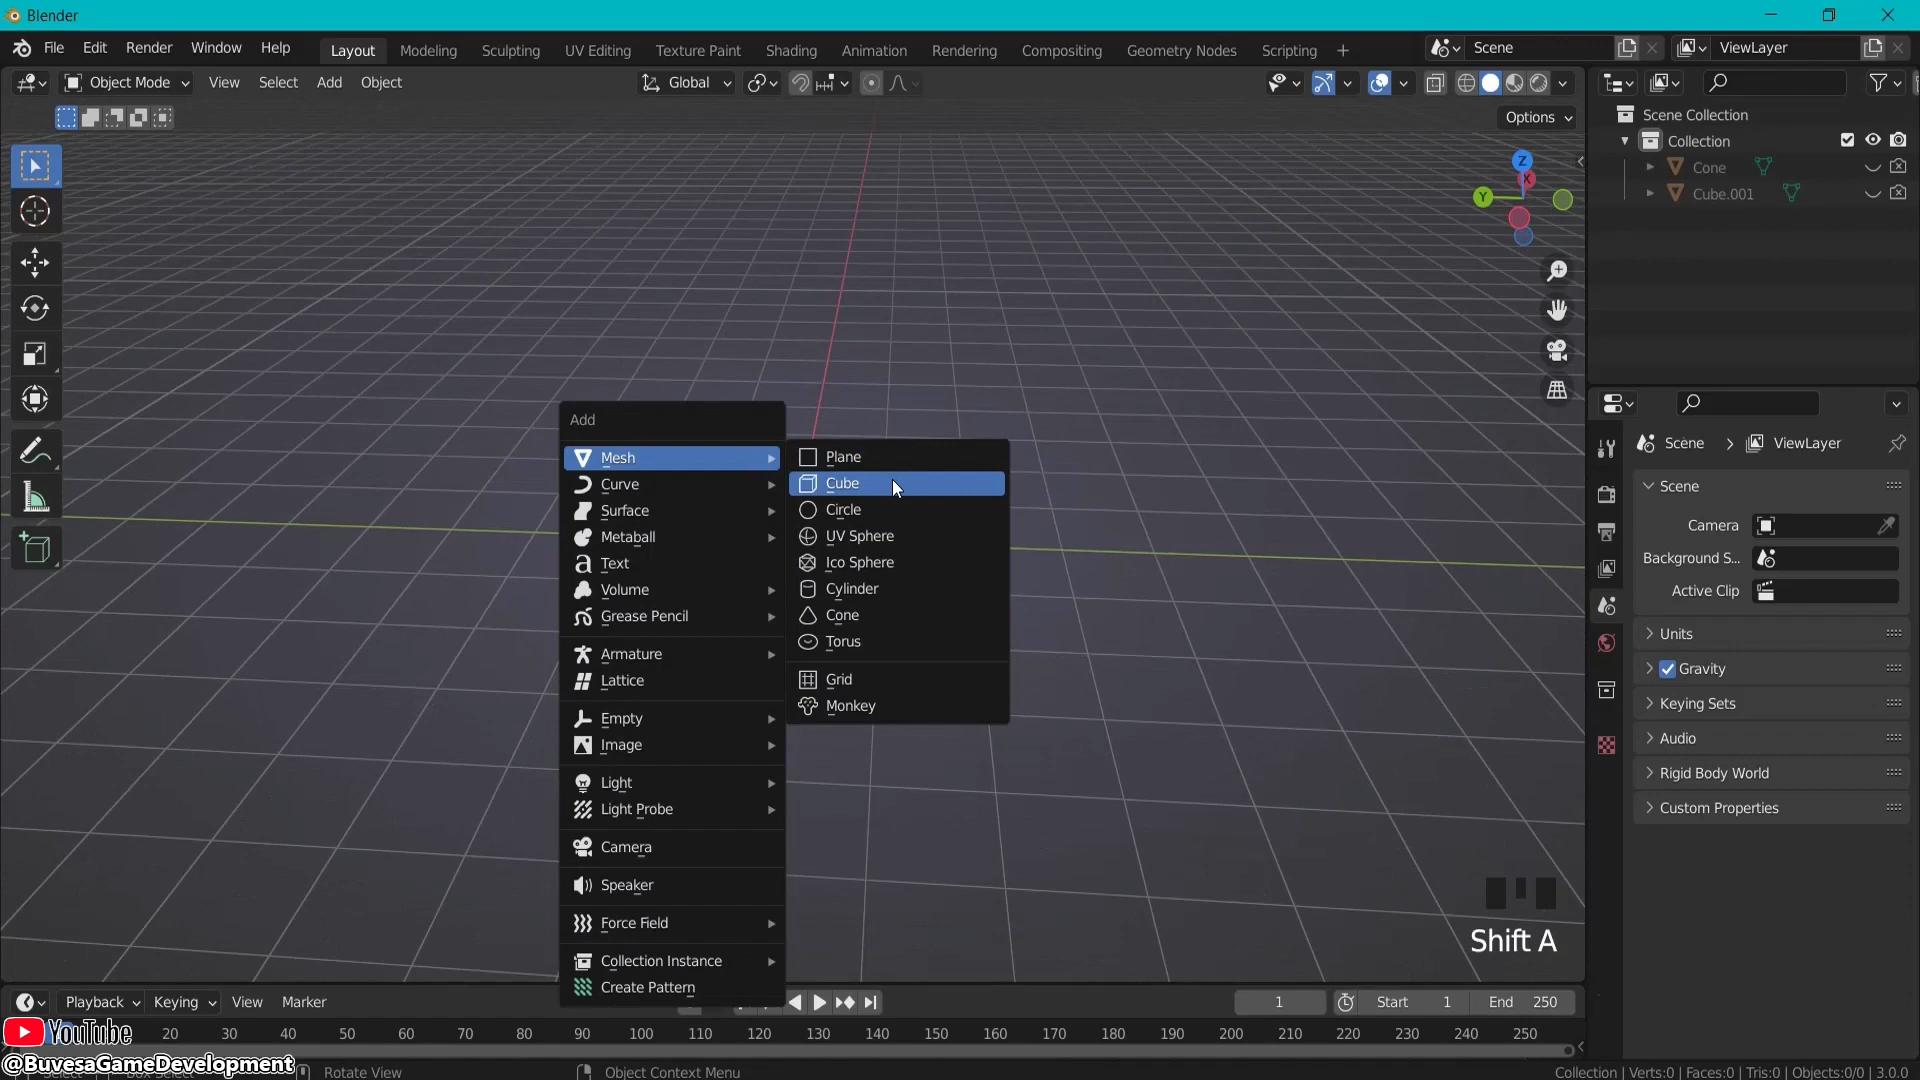 Blender
File Edit Render Window Help Layout Modeling Sculpting UV Editing Texture Paint Shading Animation Rendering Compositing Geometry Nodes Scripting + Scene ViewLayer
Object Mode View Select Add Object Global
Options
Z
X
Y
Scene Collection
Collection
Cone
Cube.001
Add
Mesh
Curve
Surface
Metaball
Text
Volume
Grease Pencil
Armature
Lattice
Empty
Image
Light
Light Probe
Camera
Speaker
Force Field
Collection Instance
Create Pattern
Plane
Cube
Circle
UV Sphere
Ico Sphere
Cylinder
Cone
Torus
Grid
Monkey
Scene > ViewLayer
Scene
Camera
Background S...
Active Clip
Units
Gravity
Keying Sets
Audio
Rigid Body World
Custom Properties
Shift A
Playback Keying View Marker 1 Start 1 End 250
20 30 40 50 60 70 80 90 100 110 120 130 140 150 160 170 180 190 200 210 220 230 240 250
YouTube
@BuvesaGameDevelopment
Rotate View Object Context Menu Collection | Verts:0 | Faces:0 | Tris:0 | Objects:0/0 | 3.0.0